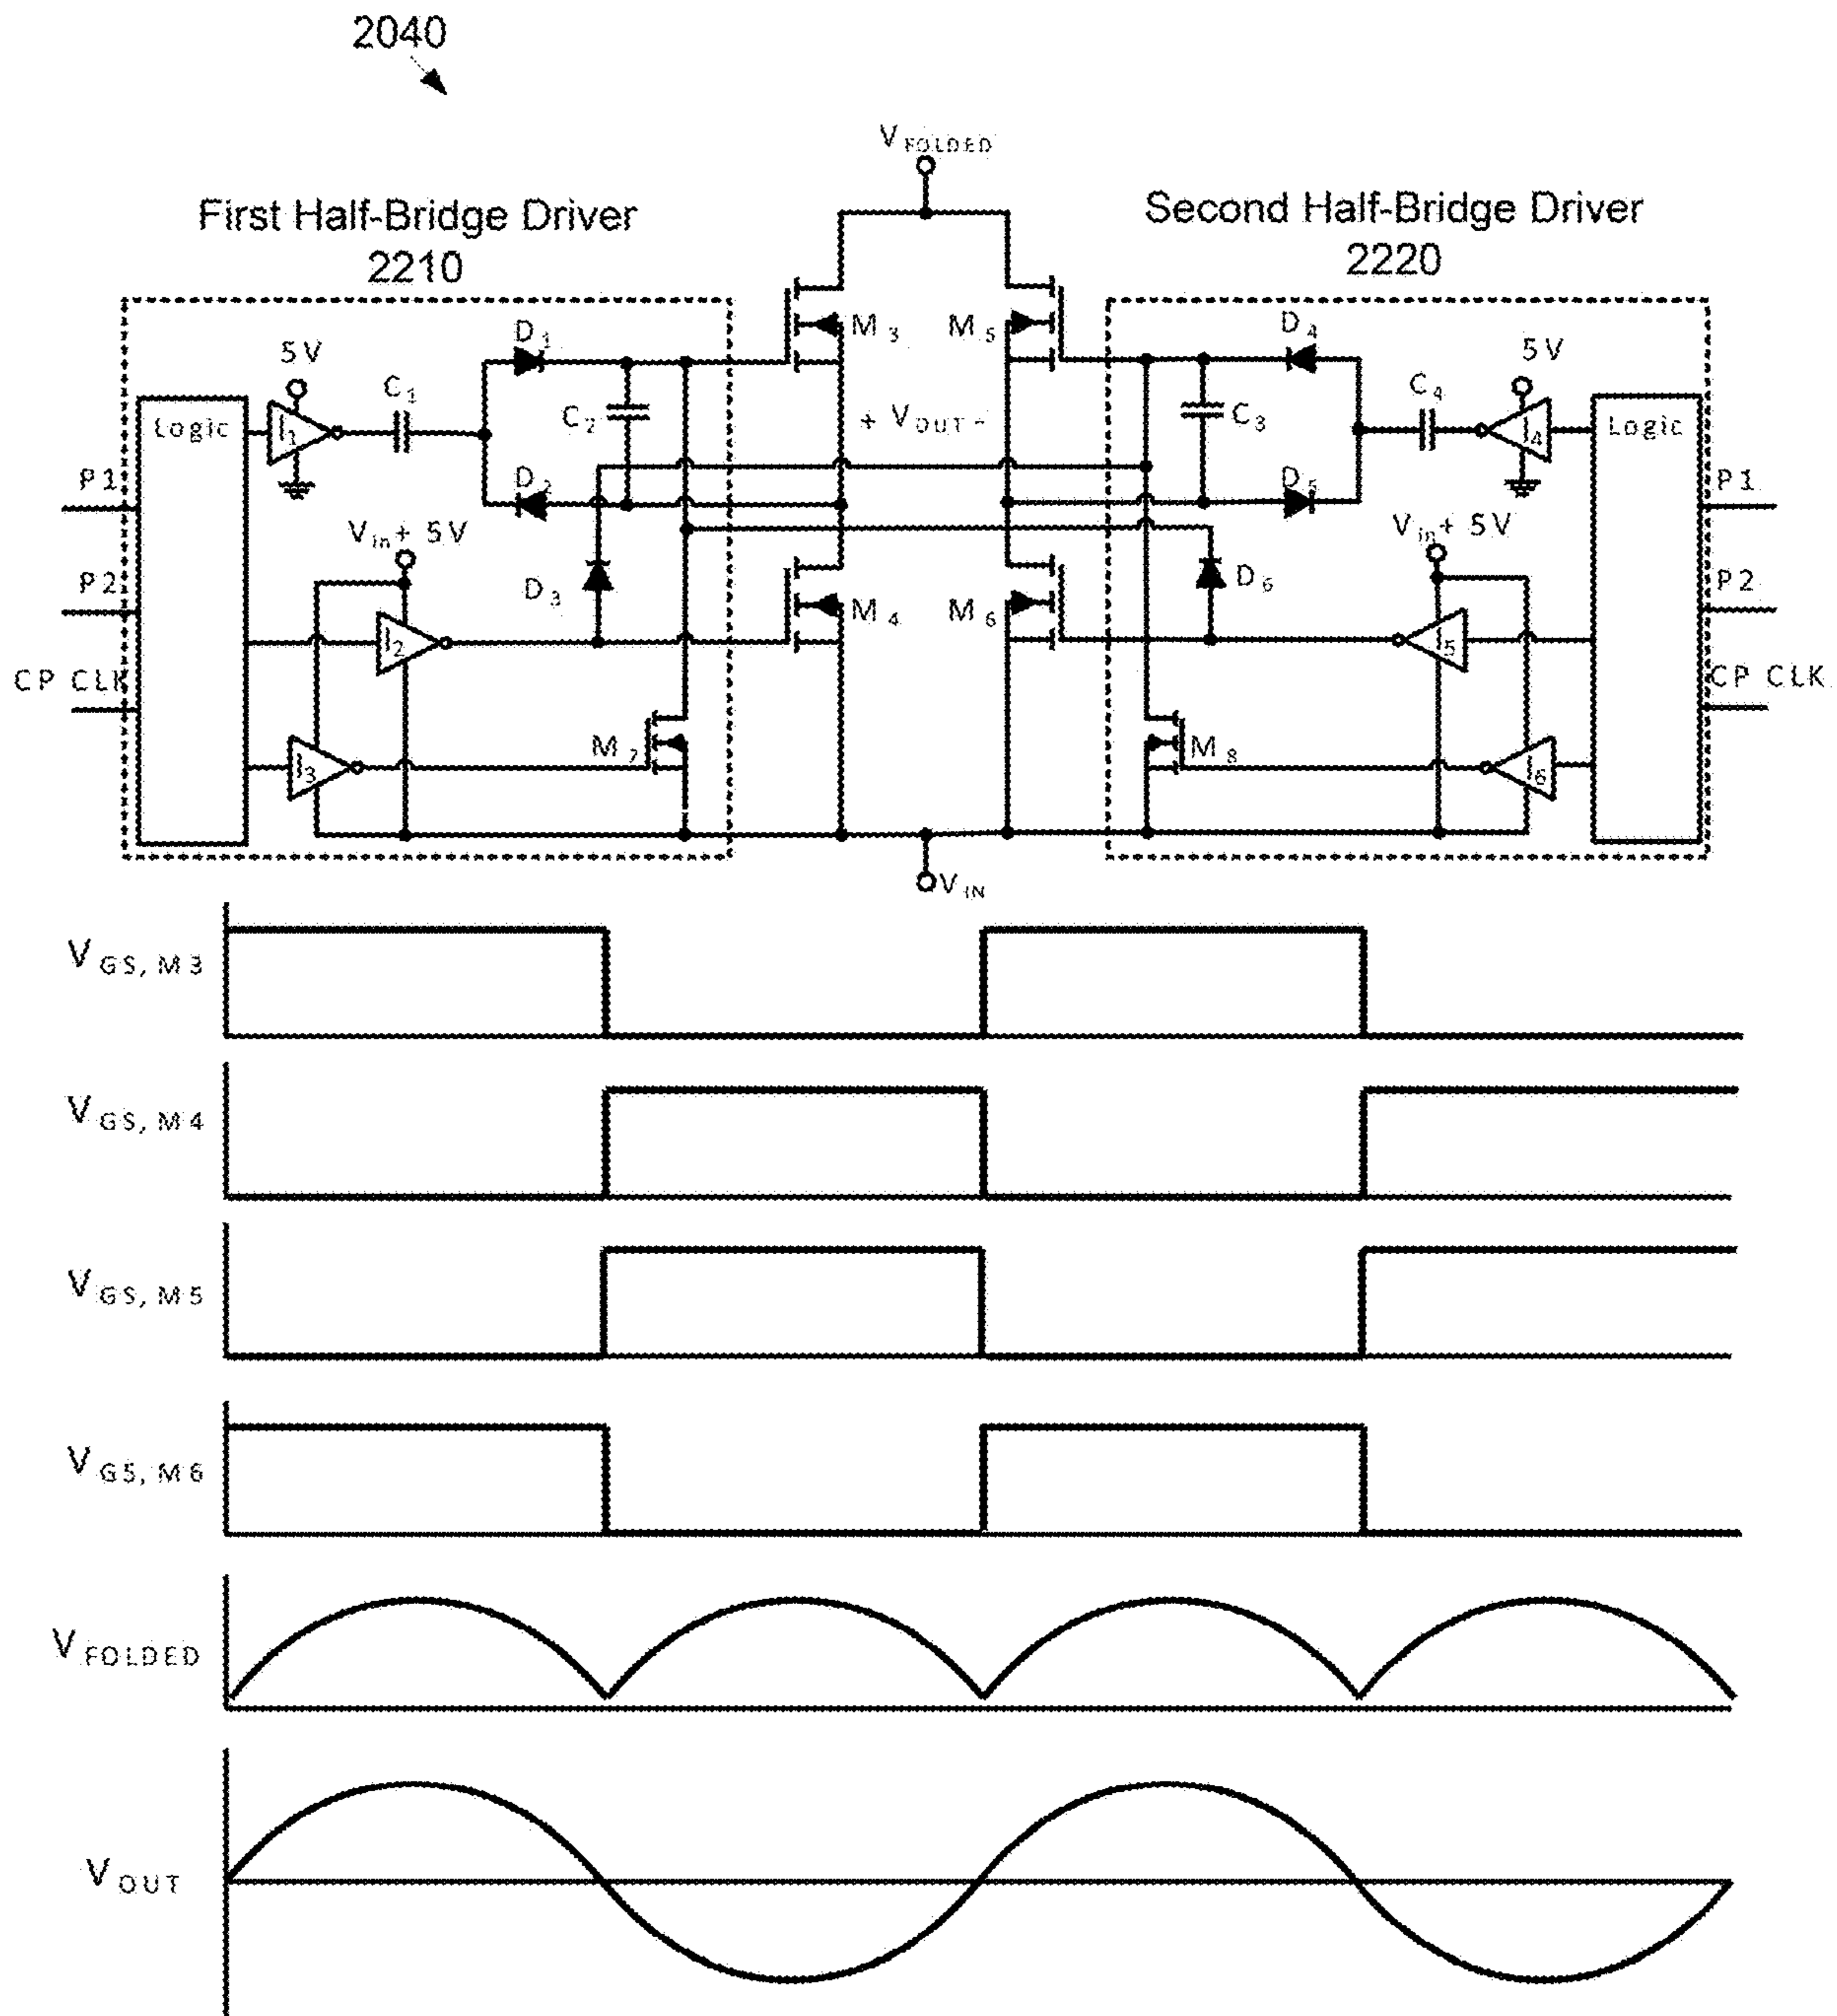 2040
V FOLDED
First Half-Bridge Driver
2210
Second Half-Bridge Driver
2220
D1
M3
M5
D4
5V
5V
C1
C2
+ VOUT -
C3
C4
Logic
I1
I4
Logic
P1
D2
D5
P1
Vin+ 5V
Vin+ 5V
P2
D3
M4
M6
D6
P2
I2
I5
CP CLK
CP CLK
I3
M7
M8
I6
VIN
VGS, M3
VGS, M4
VGS, M5
VG5, M6
VFOLDED
VOUT